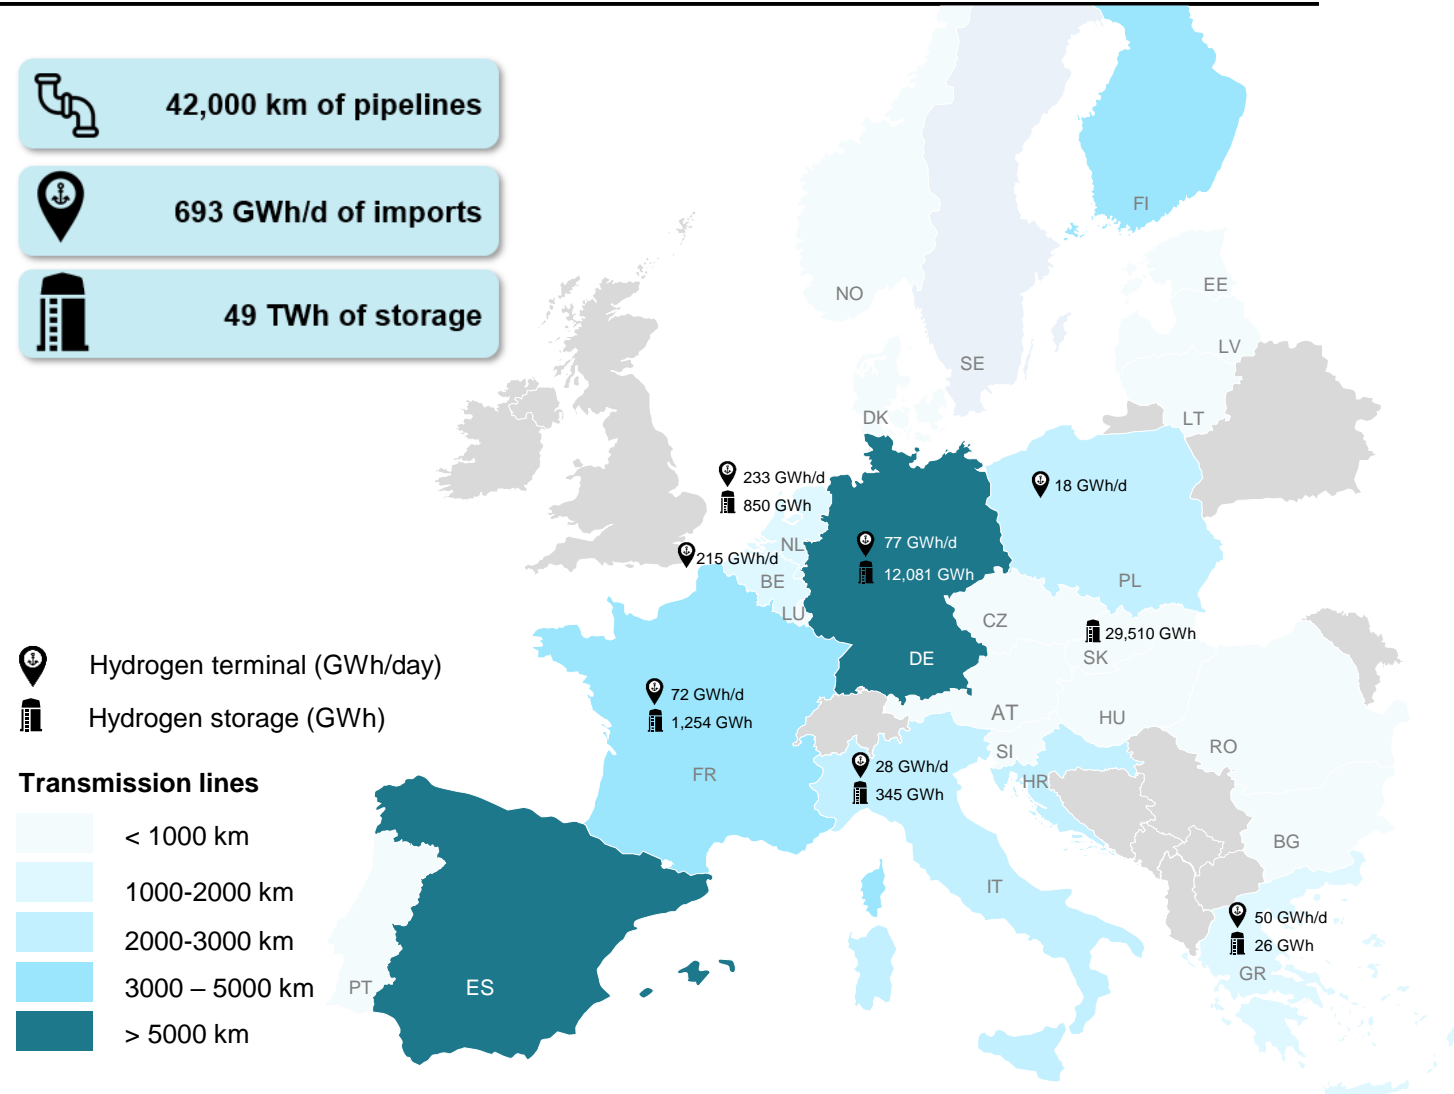 42,000 km of pipelines
693 GWh/d of imports
49 TWh of storage
FI
NO
EE
LV
SE
LT
DK
233 GWh/d
850 GWh
18 GWh/d
NL
77 GWh/d
215 GWh/d
12,081 GWh
BE
PL
LU
CZ
29,510 GWh
SK
DE
Hydrogen terminal (GWh/day)
Hydrogen storage (GWh)
72 GWh/d
1,254 GWh
AT
HU
SI
RO
28 GWh/d
345 GWh
FR
HR
Transmission lines
< 1000 km
1000-2000 km
2000-3000 km
3000 – 5000 km
> 5000 km
BG
IT
50 GWh/d
26 GWh
GR
PT
ES